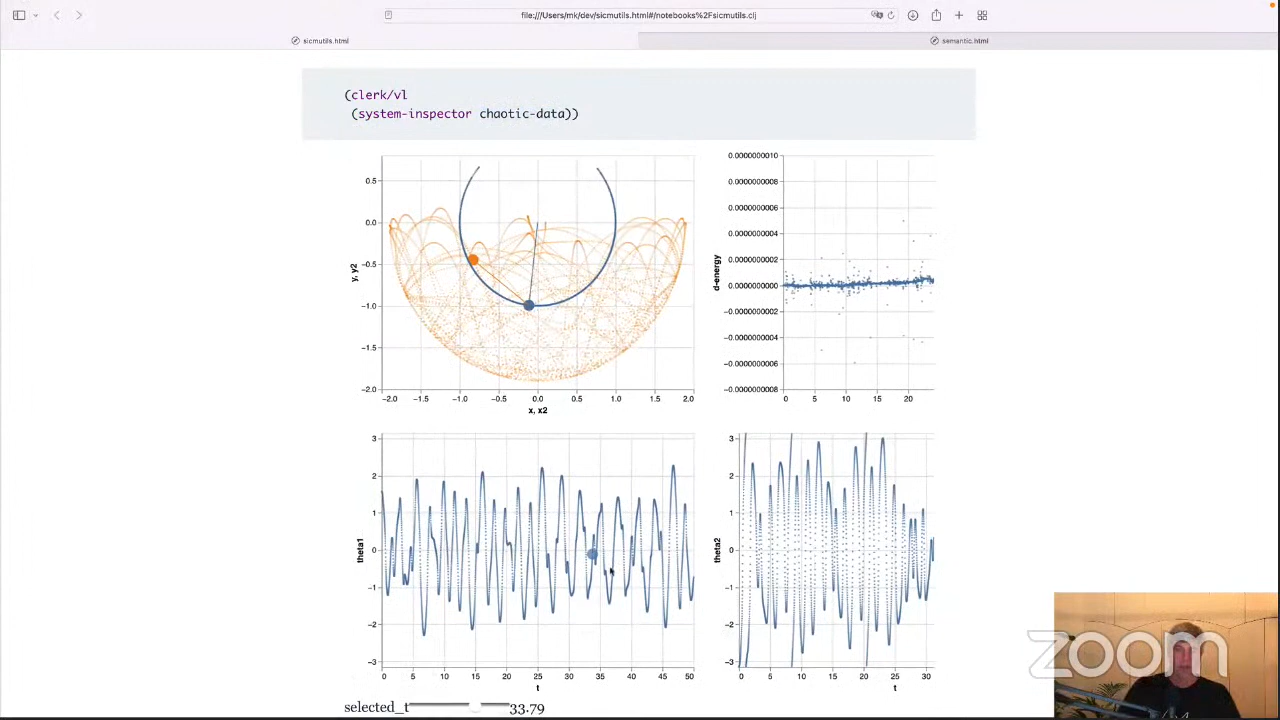 file:///Users/mk/dev/sicmutils.html#/notebooks%2Fsicmutils.clj
sicmutils.html
semantic.html
(clerk/vl
(system-inspector chaotic-data))
0.5
0.0
−0.5
−1.0
−1.5
−2.0
y, y2
−2.0 −1.5 −1.0 −0.5 0.0 0.5 1.0 1.5 2.0
x, x2
0.0000000010
0.0000000008
0.0000000006
0.0000000004
0.0000000002
0.0000000000
−0.0000000002
−0.0000000004
−0.0000000006
−0.0000000008
d-energy
0 5 10 15 20
3
2
1
0
−1
−2
−3
theta1
0 5 10 15 20 25 30 35 40 45 50
t
3
2
1
0
−1
−2
−3
theta2
0 5 10 15 20 25 30
t
selected_t 33.79
zoom